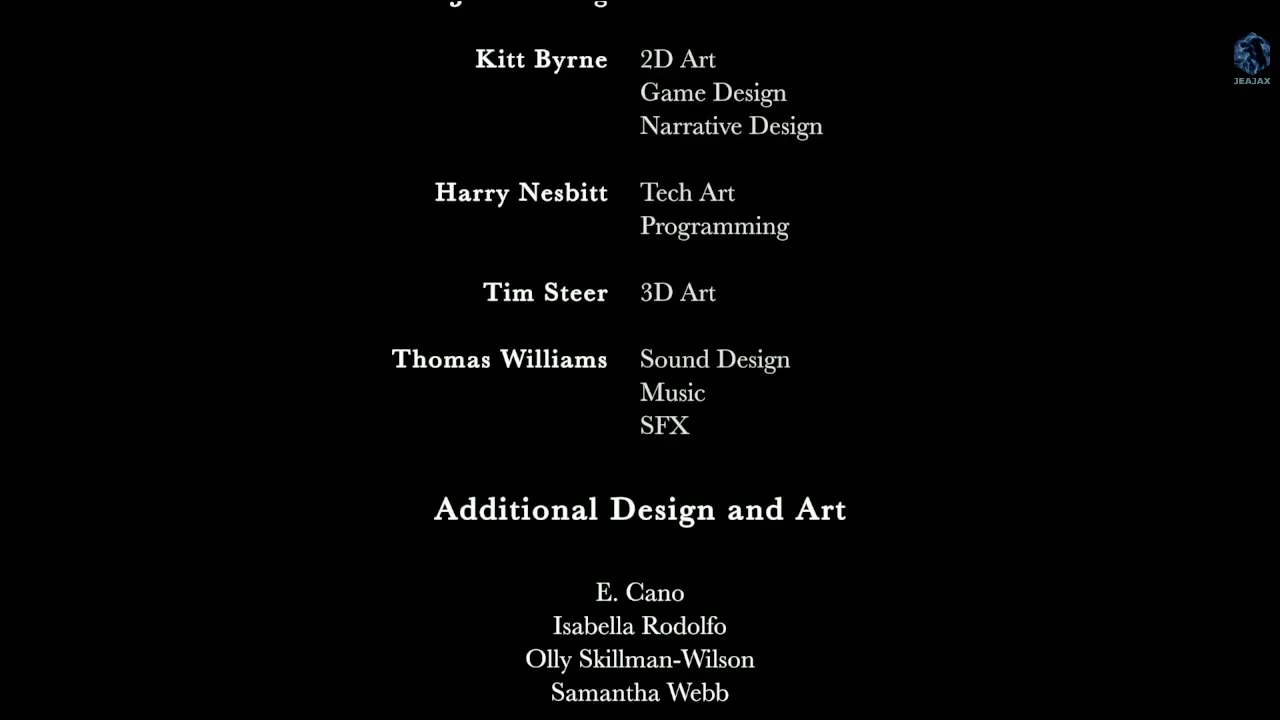 Kitt Byrne 2D Art
Game Design
Narrative Design
Harry Nesbitt Tech Art
Programming
Tim Steer 3D Art
Thomas Williams Sound Design
Music
SFX
Additional Design and Art
E. Cano
Isabella Rodolfo
Olly Skillman-Wilson
Samantha Webb
JEAJAX